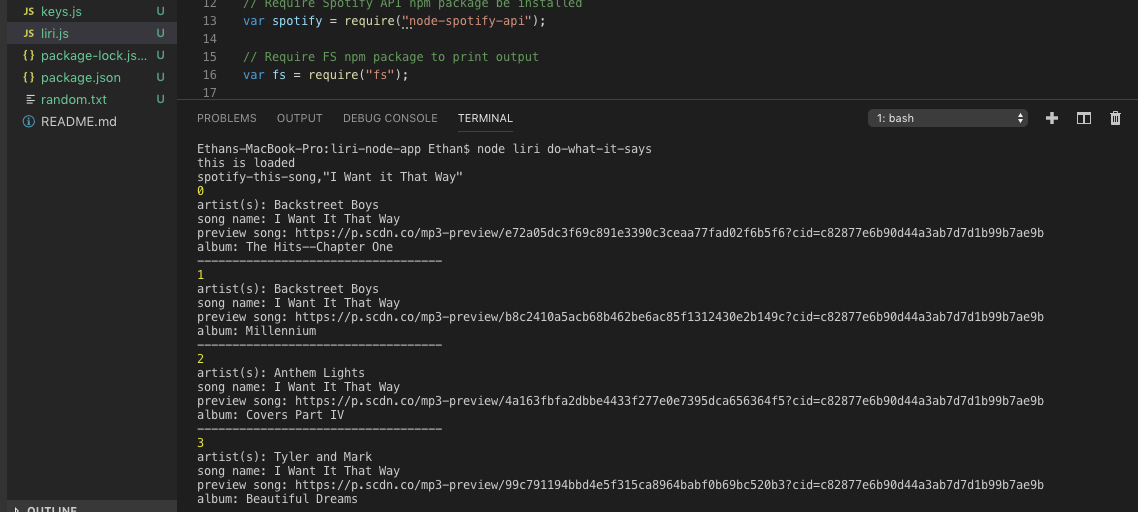 JS keys.js U
JS liri.js U
{} package-lock.js... U
{} package.json U
random.txt U
README.md
OUTLINE
12 // Require Spotify API npm package be installed
13 var spotify = require("node-spotify-api");
14
15 // Require FS npm package to print output
16 var fs = require("fs");
17
PROBLEMS OUTPUT DEBUG CONSOLE TERMINAL 1: bash
Ethans-MacBook-Pro:liri-node-app Ethan$ node liri do-what-it-says
this is loaded
spotify-this-song,"I Want it That Way"
0
artist(s): Backstreet Boys
song name: I Want It That Way
preview song: https://p.scdn.co/mp3-preview/e72a05dc3f69c891e3390c3ceaa77fad02f6b5f6?cid=c82877e6b90d44a3ab7d7d1b99b7ae9b
album: The Hits--Chapter One
-----------------------------------
1
artist(s): Backstreet Boys
song name: I Want It That Way
preview song: https://p.scdn.co/mp3-preview/b8c2410a5acb68b462be6ac85f1312430e2b149c?cid=c82877e6b90d44a3ab7d7d1b99b7ae9b
album: Millennium
-----------------------------------
2
artist(s): Anthem Lights
song name: I Want It That Way
preview song: https://p.scdn.co/mp3-preview/4a163fbfa2dbbe4433f277e0e7395dca656364f5?cid=c82877e6b90d44a3ab7d7d1b99b7ae9b
album: Covers Part IV
-----------------------------------
3
artist(s): Tyler and Mark
song name: I Want It That Way
preview song: https://p.scdn.co/mp3-preview/99c791194bbd4e5f315ca8964babf0b69bc520b3?cid=c82877e6b90d44a3ab7d7d1b99b7ae9b
album: Beautiful Dreams